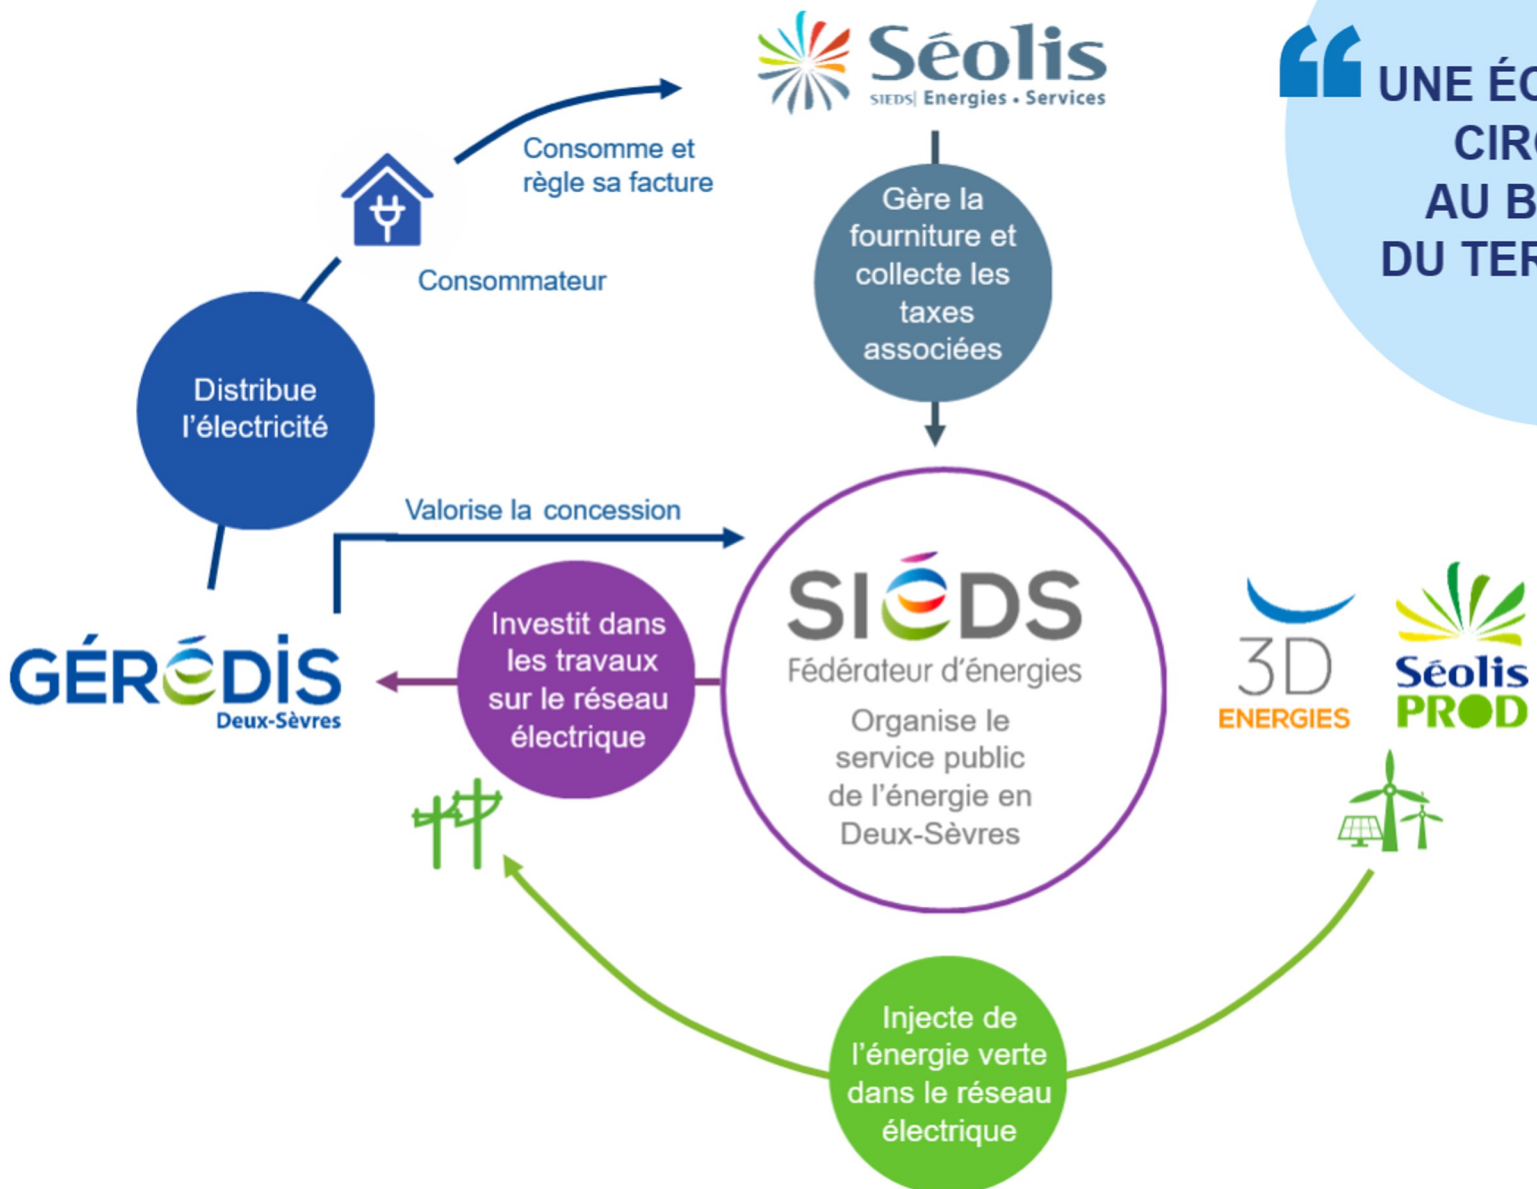 Séolis
SIEDS| Energies • Services
UNE
CIR
AU B
DU TER
Consomme et
règle sa facture
Consommateur
Gère la
fourniture et
collecte les
taxes
associées
Distribue
l'électricité
Valorise la concession
GÉRÉDIS
Deux-Sèvres
Investit dans
les travaux
sur le réseau
électrique
SIÉDS
Fédérateur d'énergies
Organise le
service public
de l'énergie en
Deux-Sèvres
3D
ENERGIES
Séolis
PROD
Injecte de
l'énergie verte
dans le réseau
électrique